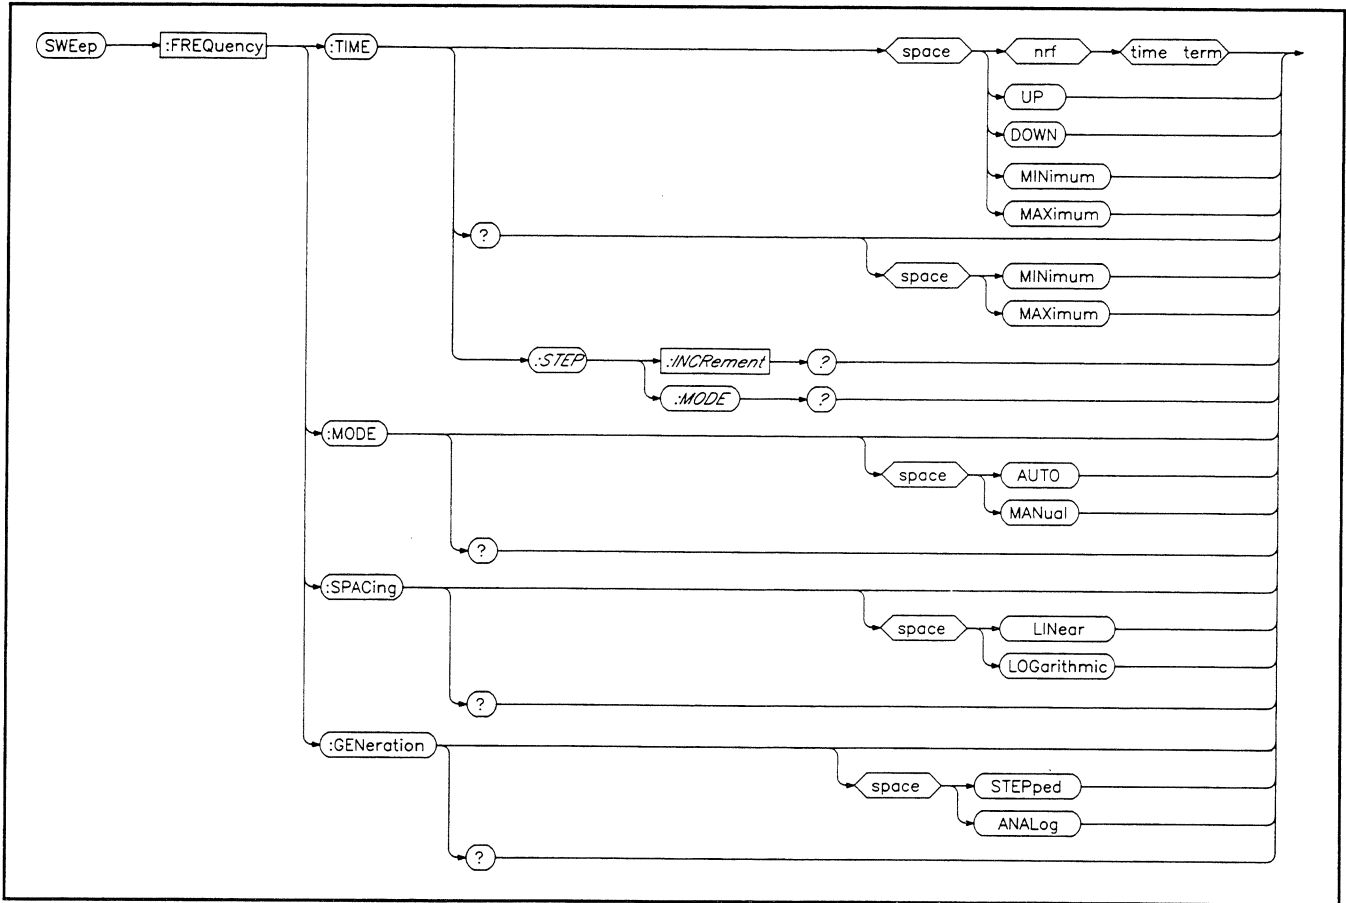 SWEep :FREQuency :TIME space nrf time term
UP
DOWN
MINimum
MAXimum
?
space MINimum
MAXimum
:STEP :INCRement ?
:MODE ?
:MODE
space AUTO
MANual
?
:SPACing
space LINear
LOGarithmic
?
:GENeration
space STEPped
ANALog
?